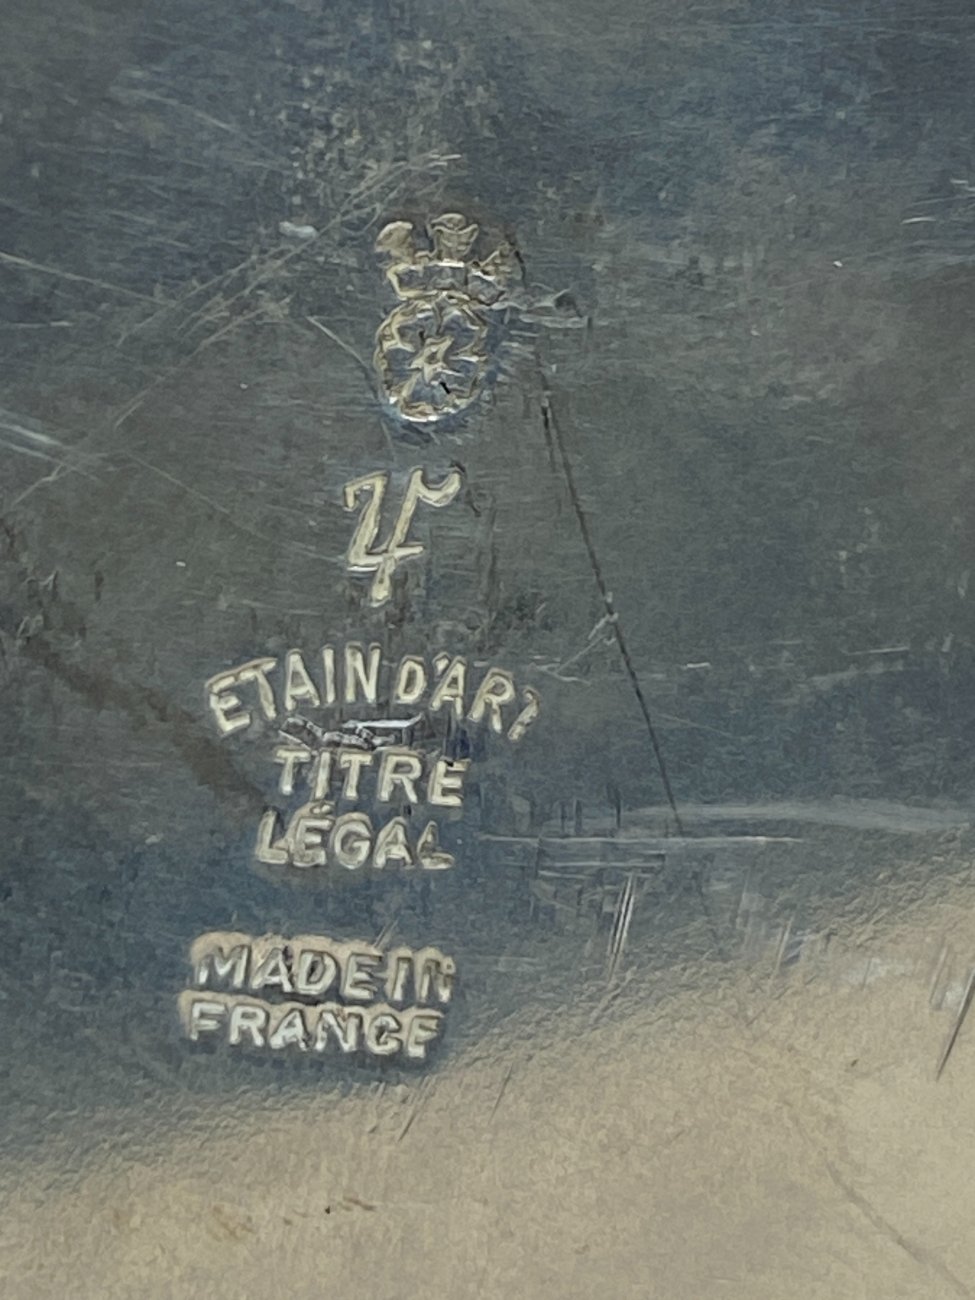 ETAIN D'ART
TITRE
LÉGAL
MADE IN
FRANCE